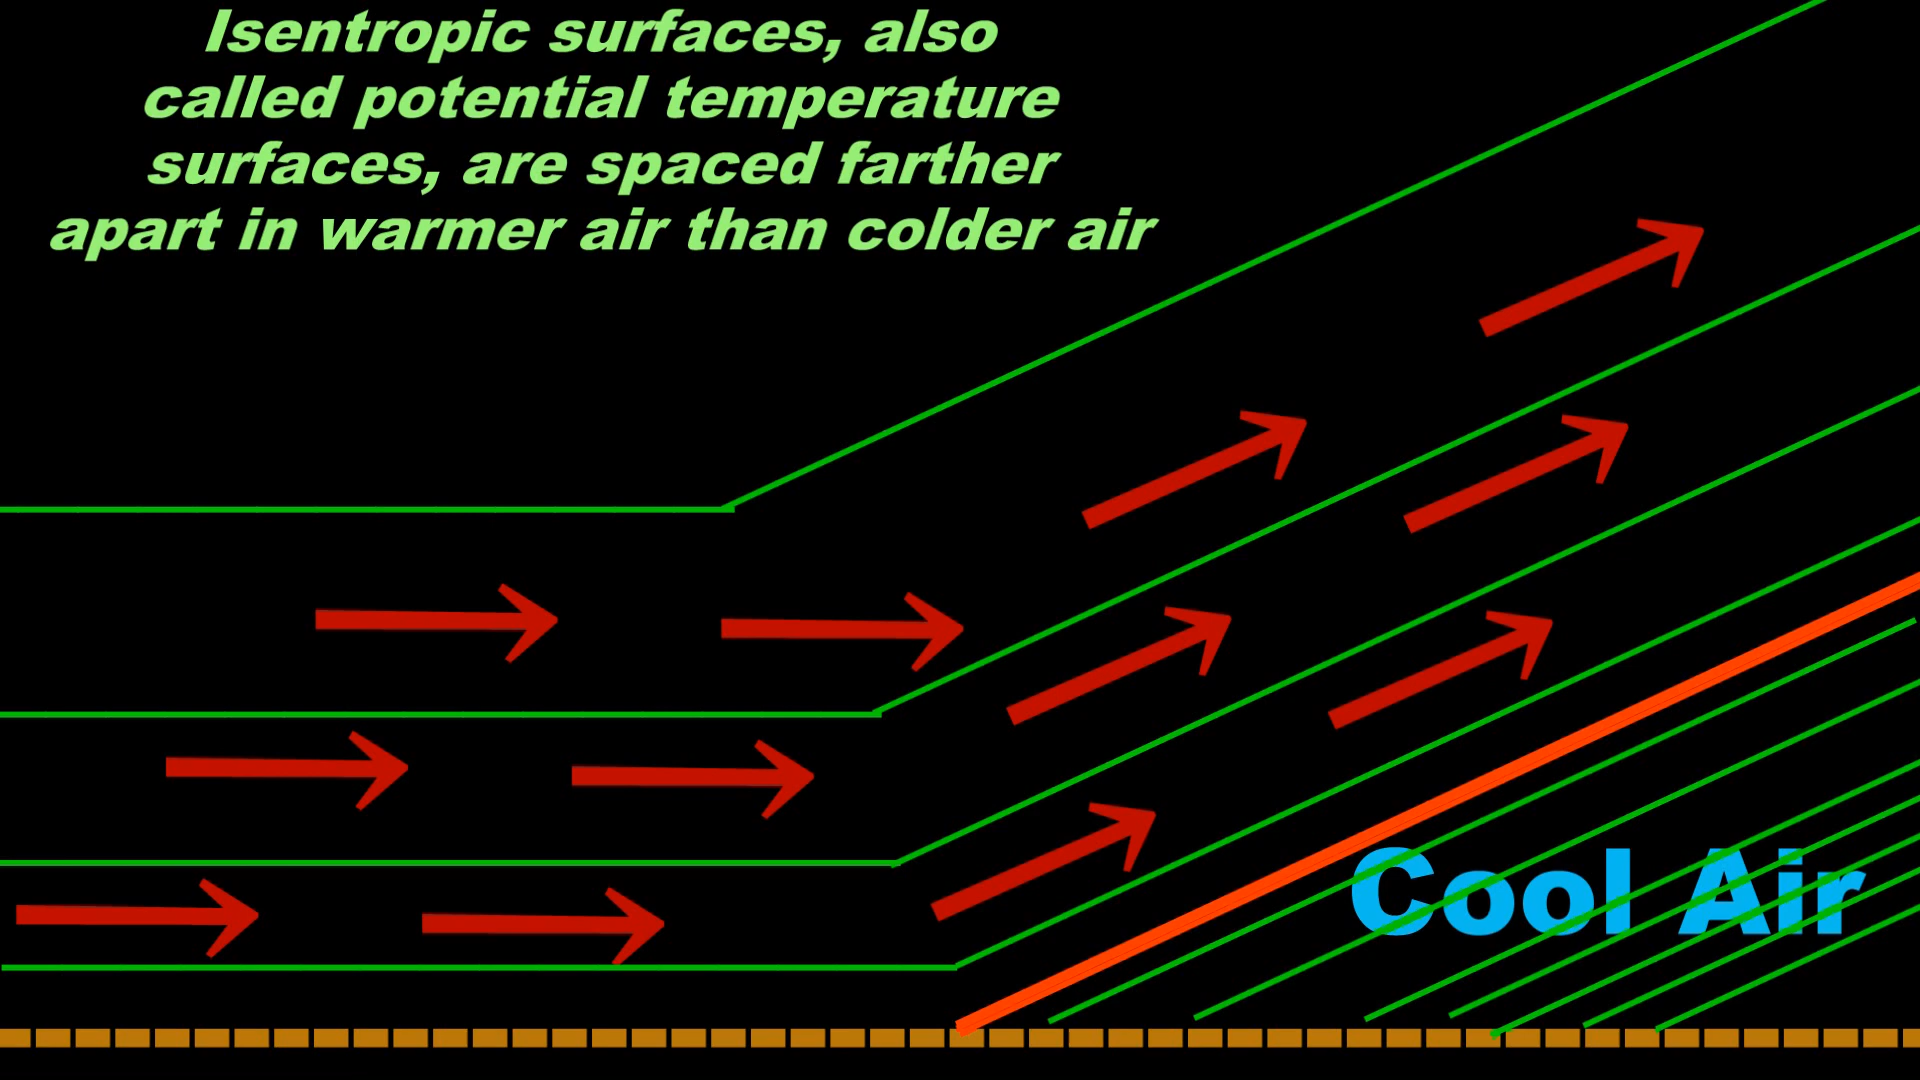 Isentropic surfaces, also
called potential temperature
surfaces, are spaced farther
apart in warmer air than colder air
Cool Air